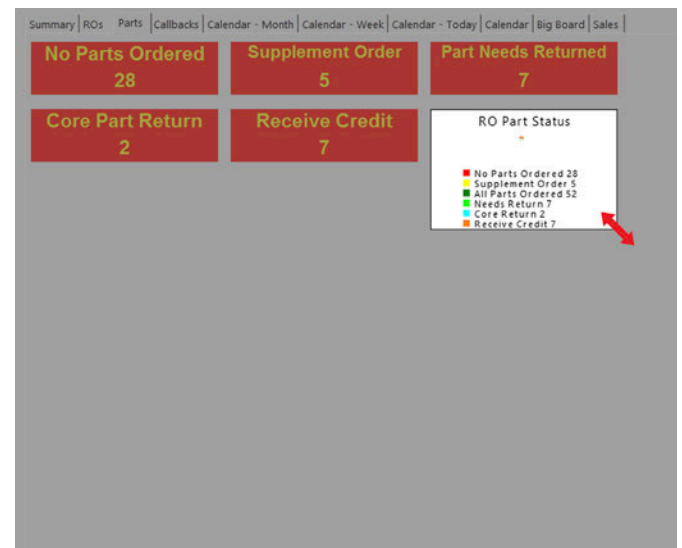 Summary ROs Parts Callbacks Calendar - Month Calendar - Week Calendar - Today Calendar Big Board Sales
No Parts Ordered
28
Supplement Order
5
Part Needs Returned
7
Core Part Return
2
Receive Credit
7
RO Part Status
No Parts Ordered 28
Supplement Order 5
All Parts Ordered 52
Needs Return 7
Core Return 2
Receive Credit 7